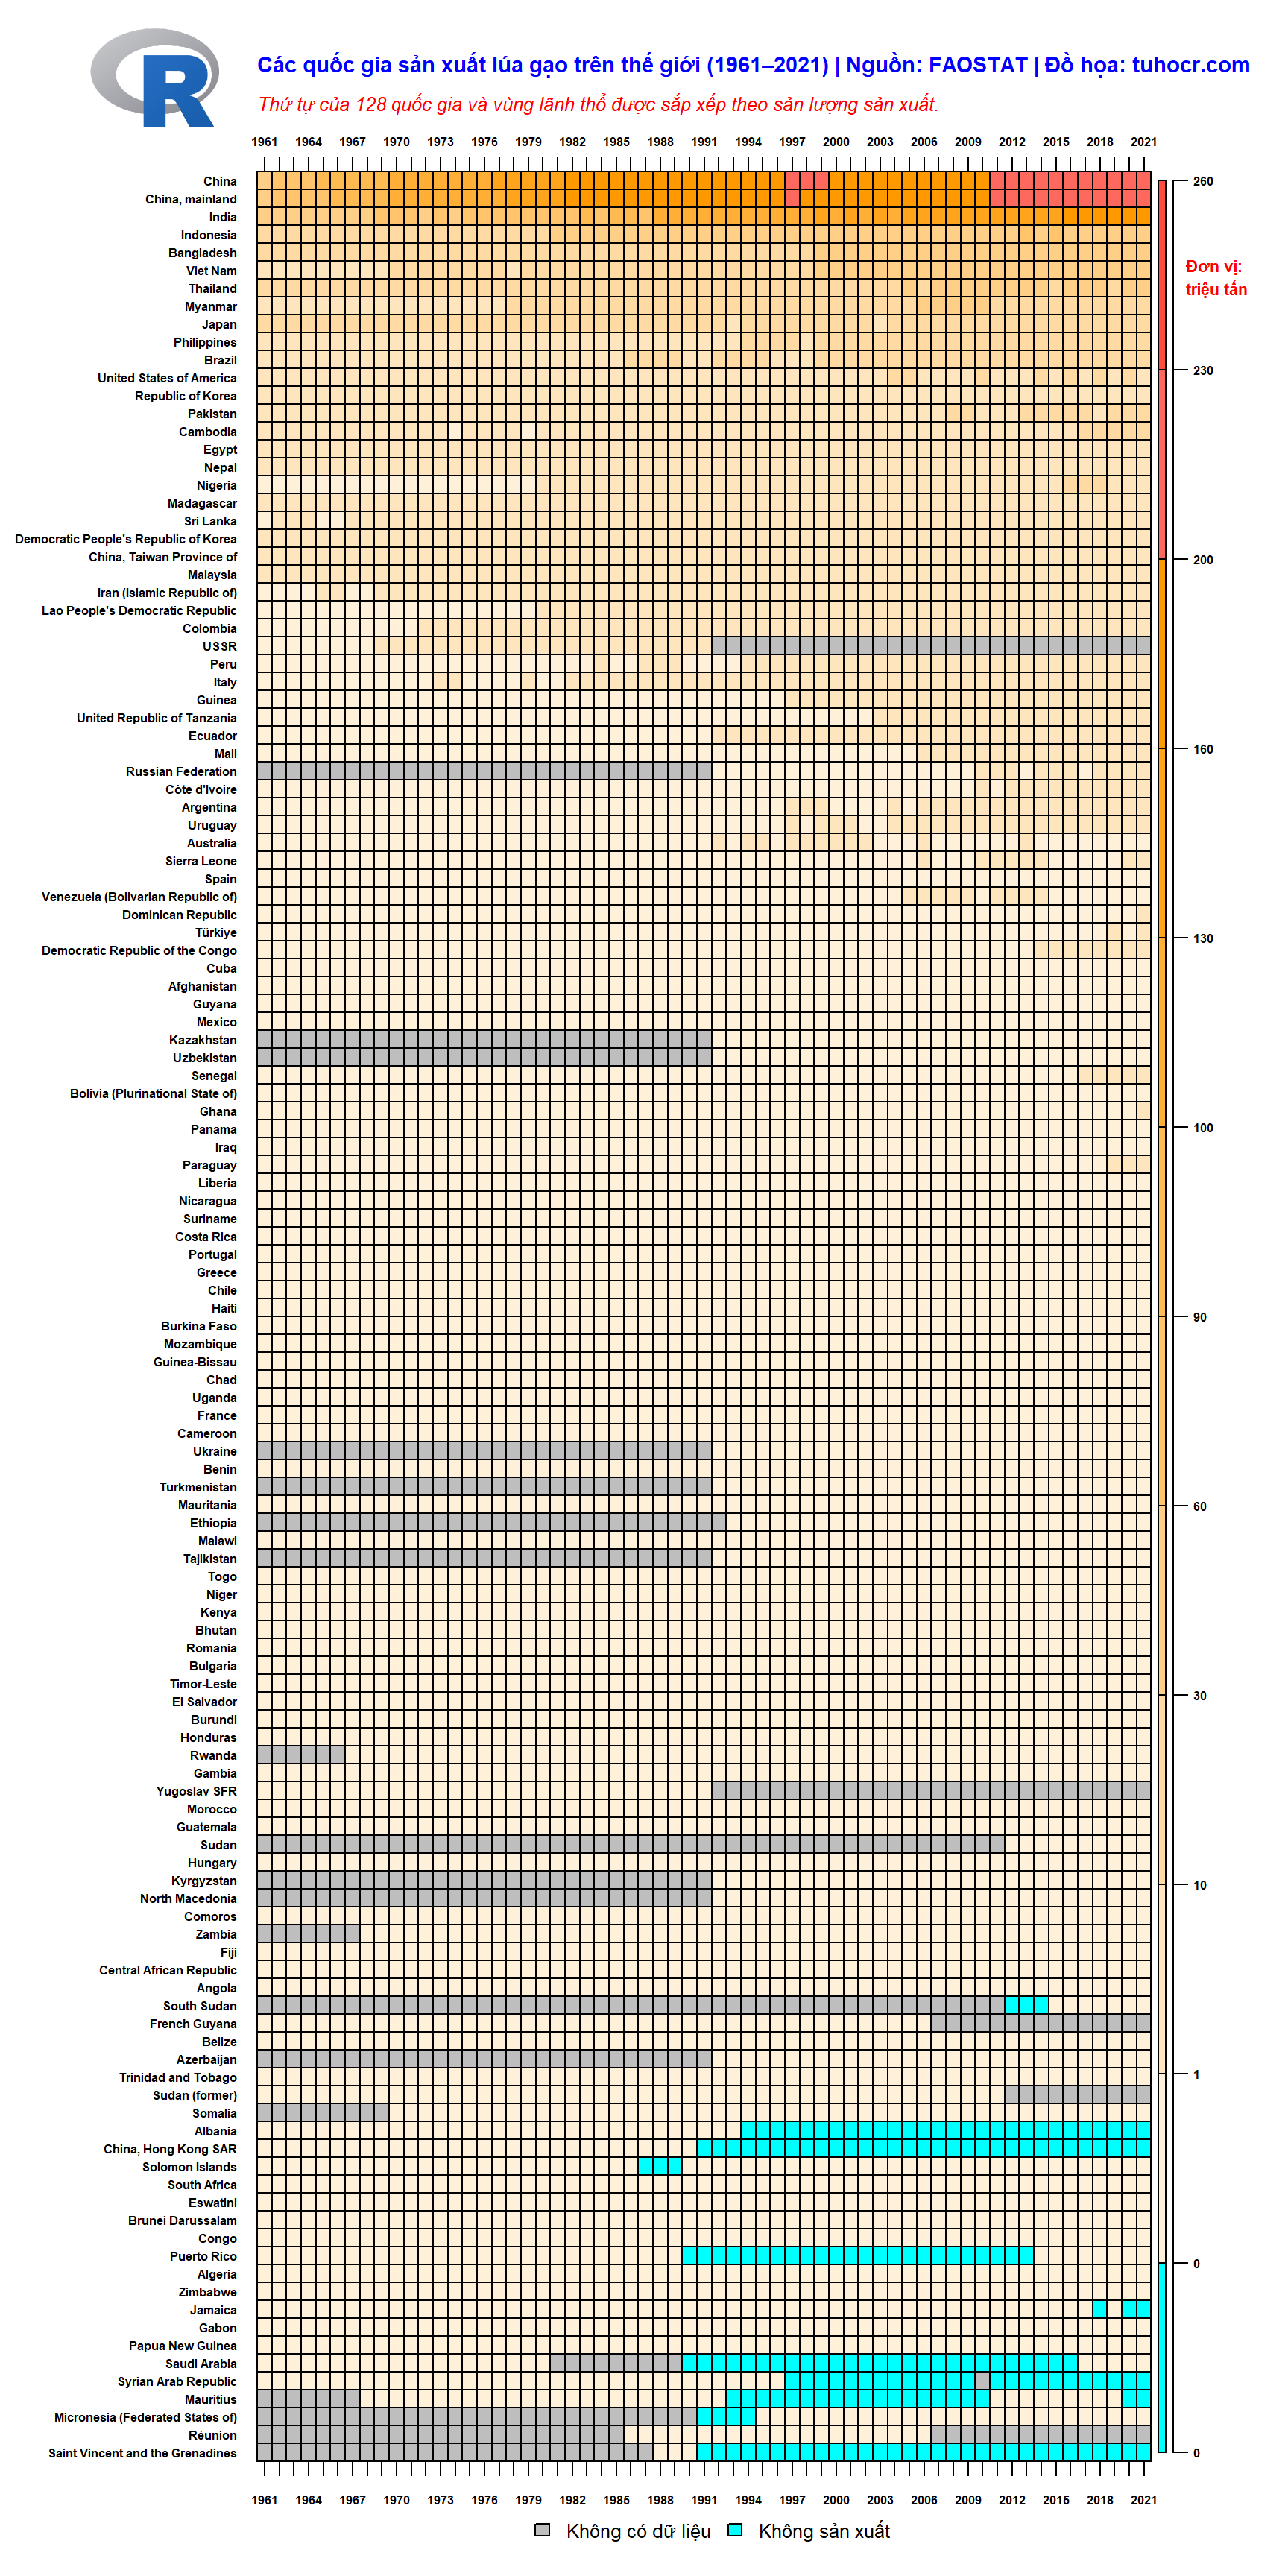 R
Các quốc gia sản xuất lúa gạo trên thế giới (1961–2021) | Nguồn: FAOSTAT | Đồ họa: tuhocr.com
Thứ tự của 128 quốc gia và vùng lãnh thổ được sắp xếp theo sản lượng sản xuất.
1961 1964 1967 1970 1973 1976 1979 1982 1985 1988 1991 1994 1997 2000 2003 2006 2009 2012 2015 2018 2021
China
China, mainland
India
Indonesia
Bangladesh
Viet Nam
Thailand
Myanmar
Japan
Philippines
Brazil
United States of America
Republic of Korea
Pakistan
Cambodia
Egypt
Nepal
Nigeria
Madagascar
Sri Lanka
Democratic People's Republic of Korea
China, Taiwan Province of
Malaysia
Iran (Islamic Republic of)
Lao People's Democratic Republic
Colombia
USSR
Peru
Italy
Guinea
United Republic of Tanzania
Ecuador
Mali
Russian Federation
Côte d'Ivoire
Argentina
Uruguay
Australia
Sierra Leone
Spain
Venezuela (Bolivarian Republic of)
Dominican Republic
Türkiye
Democratic Republic of the Congo
Cuba
Afghanistan
Guyana
Mexico
Kazakhstan
Uzbekistan
Senegal
Bolivia (Plurinational State of)
Ghana
Panama
Iraq
Paraguay
Liberia
Nicaragua
Suriname
Costa Rica
Portugal
Greece
Chile
Haiti
Burkina Faso
Mozambique
Guinea-Bissau
Chad
Uganda
France
Cameroon
Ukraine
Benin
Turkmenistan
Mauritania
Ethiopia
Malawi
Tajikistan
Togo
Niger
Kenya
Bhutan
Romania
Bulgaria
Timor-Leste
El Salvador
Burundi
Honduras
Rwanda
Gambia
Yugoslav SFR
Morocco
Guatemala
Sudan
Hungary
Kyrgyzstan
North Macedonia
Comoros
Zambia
Fiji
Central African Republic
Angola
South Sudan
French Guyana
Belize
Azerbaijan
Trinidad and Tobago
Sudan (former)
Somalia
Albania
China, Hong Kong SAR
Solomon Islands
South Africa
Eswatini
Brunei Darussalam
Congo
Puerto Rico
Algeria
Zimbabwe
Jamaica
Gabon
Papua New Guinea
Saudi Arabia
Syrian Arab Republic
Mauritius
Micronesia (Federated States of)
Réunion
Saint Vincent and the Grenadines
260
Đơn vị:
triệu tấn
230
200
160
130
100
90
60
30
10
1
0
0
1961 1964 1967 1970 1973 1976 1979 1982 1985 1988 1991 1994 1997 2000 2003 2006 2009 2012 2015 2018 2021
Không có dữ liệu Không sản xuất